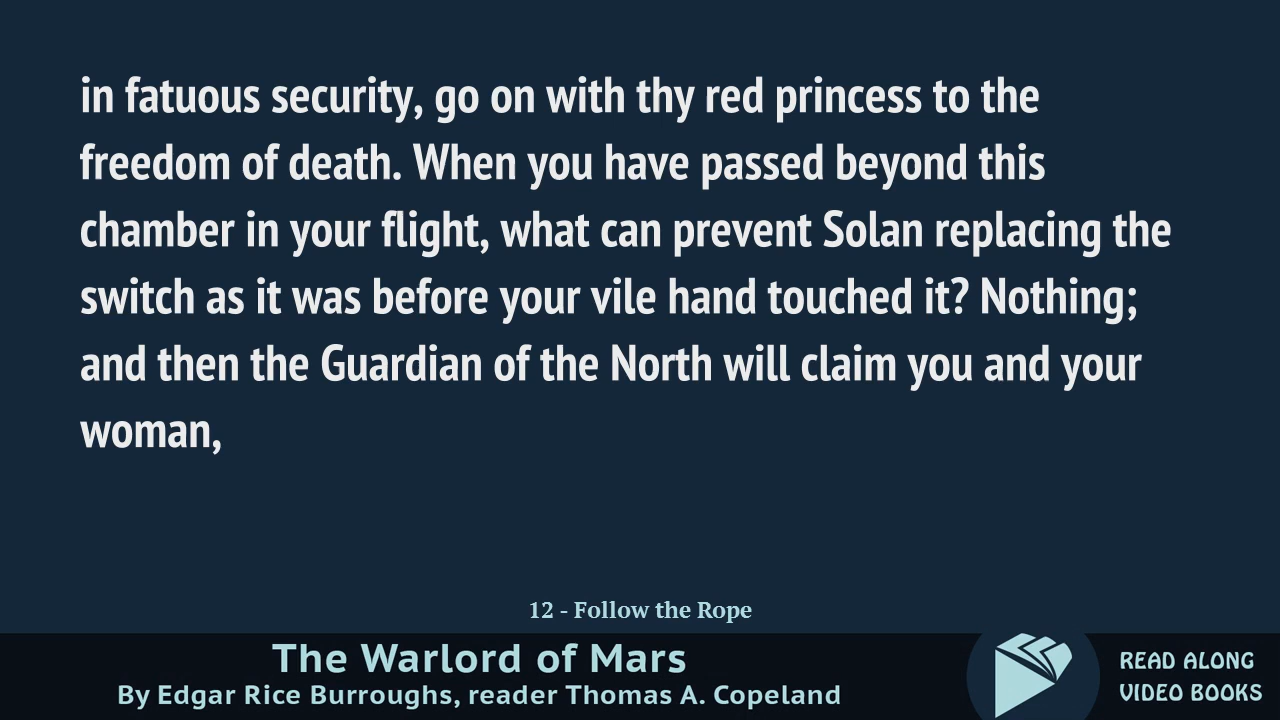 in fatuous security, go on with thy red princess to the
freedom of death. When you have passed beyond this
chamber in your flight, what can prevent Solan replacing the
switch as it was before your vile hand touched it? Nothing;
and then the Guardian of the North will claim you and your
woman,
12 - Follow the Rope
The Warlord of Mars
By Edgar Rice Burroughs, reader Thomas A. Copeland
READ ALONG
VIDEO BOOKS